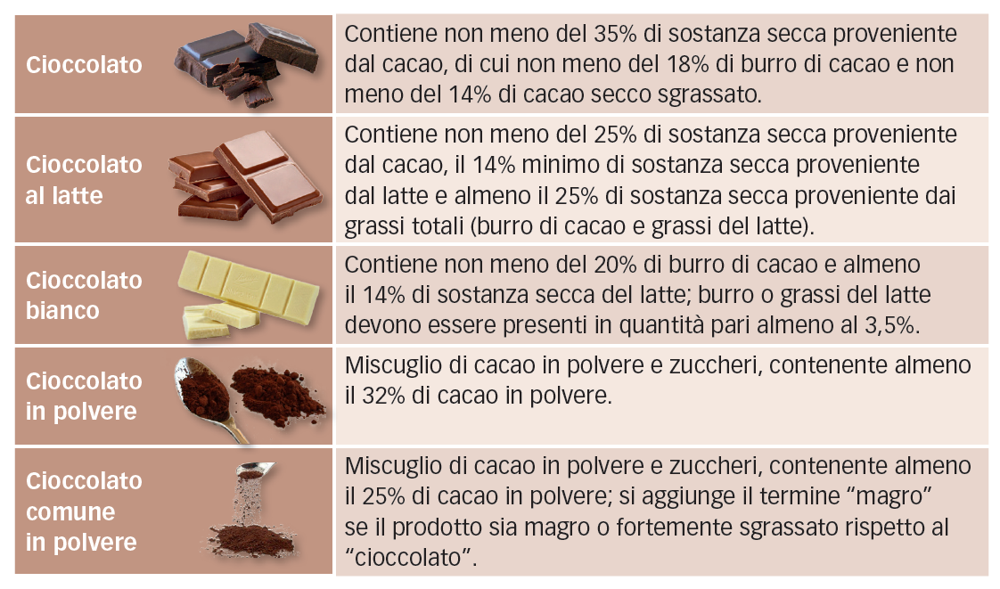 Cioccolato
Contiene non meno del 35% di sostanza secca proveniente
dal cacao, di cui non meno del 18% di burro di cacao e non
meno del 14% di cacao secco sgrassato.
Cioccolato
al latte
Contiene non meno del 25% di sostanza secca proveniente
dal cacao, il 14% minimo di sostanza secca proveniente
dal latte e almeno il 25% di sostanza secca proveniente dai
grassi totali (burro di cacao e grassi del latte).
Cioccolato
bianco
Contiene non meno del 20% di burro di cacao e almeno
il 14% di sostanza secca del latte; burro o grassi del latte
devono essere presenti in quantità pari almeno al 3,5%.
Cioccolato
in polvere
Miscuglio di cacao in polvere e zuccheri, contenente almeno
il 32% di cacao in polvere.
Cioccolato
comune
in polvere
Miscuglio di cacao in polvere e zuccheri, contenente almeno
il 25% di cacao in polvere; si aggiunge il termine “magro”
se il prodotto sia magro o fortemente sgrassato rispetto al
“cioccolato”.